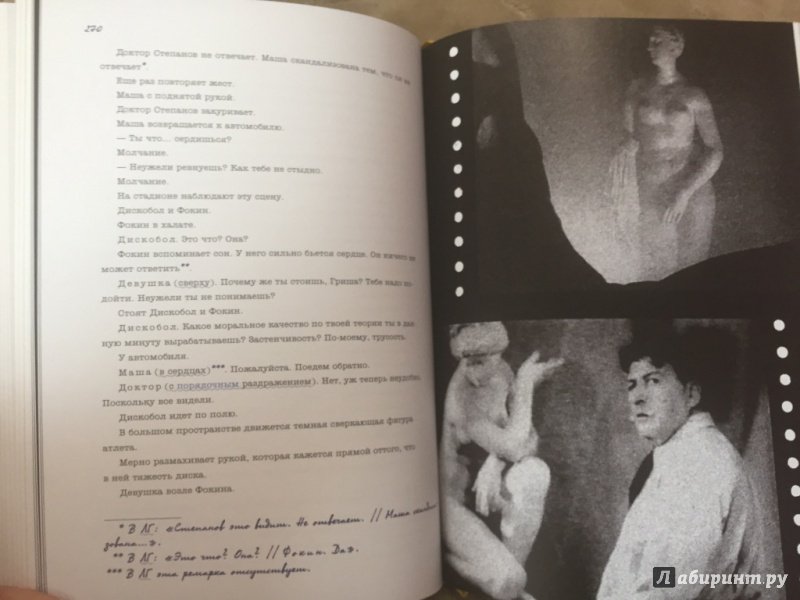 270
Доктор Степанов не отвечает. Маша скандализована тем, что он не
отвечает*.
Еще раз повторяет жест.
Маша с поднятой рукой.
Доктор Степанов закуривает.
Маша возвращается к автомобилю.
— Ты что... сердишься?
Молчание.
— Неужели ревнуешь? Как тебе не стыдно.
Молчание.
На стадионе наблюдают эту сцену.
Дискобол и Фокин.
Фокин в халате.
Дискобол. Это что? Она?
Фокин вспоминает сон. У него сильно бьется сердце. Он ничего не
может ответить**
Девушка (сверху). Почему же ты стоишь, Гриша? Тебе надо по-
дойти. Неужели ты не понимаешь?
Стоят Дискобол и Фокин.
Дискобол. Какое моральное качество по твоей теории ты в дан-
ную минуту вырабатываешь? Застенчивость? По-моему, трусость.
У автомобиля.
Маша (в сердцах)***. Пожалуйста. Поедем обратно.
Доктор (с порядочным раздражением). Нет, уж теперь неудобно.
Поскольку все видели.
Дискобол идет по полю.
В большом пространстве движется темная сверкающая фигура
атлета.
Мерно размахивает рукой, которая кажется прямой оттого, что
в ней тяжесть диска.
Девушка возле Фокина.
* В ЛГ: «Степанов это видит. Не отвечает. // Маша скандали-
зована...».
** В ЛГ: «Это что? Она? // Фокин. Да».
*** В ЛГ эта ремарка отсутствует.
Лабиринт.ру